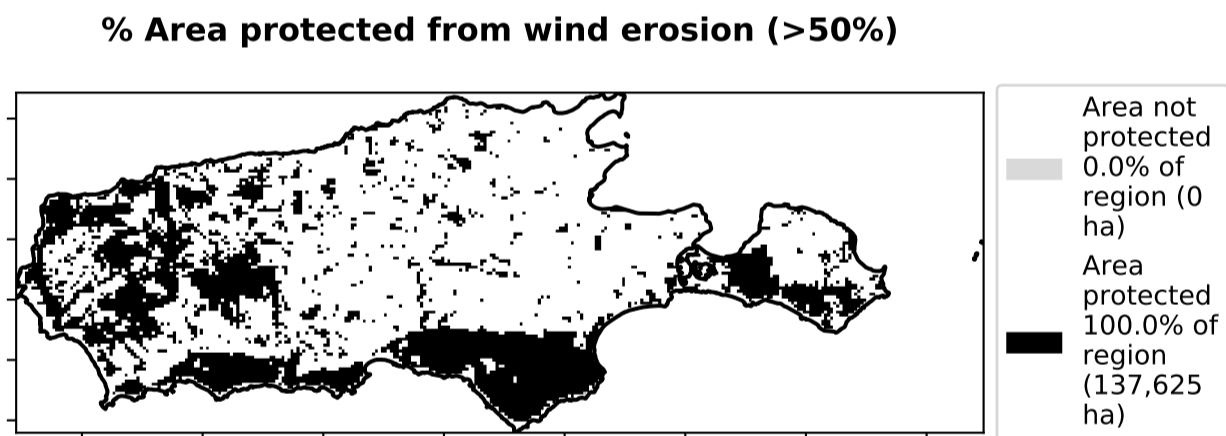 % Area protected from wind erosion (>50%)
Area not
protected
0.0% of
region (0
ha)
Area
protected
100.0% of
region
(137,625
ha)